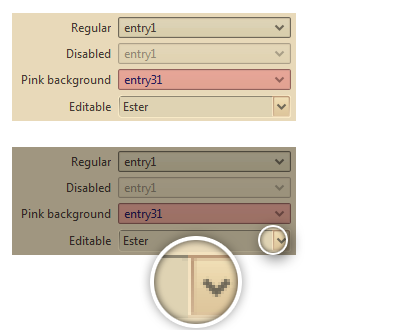 Regular entry1
Disabled entry1
Pink background entry31
Editable Ester
Regular entry1
Disabled entry1
Pink background entry31
Editable Ester